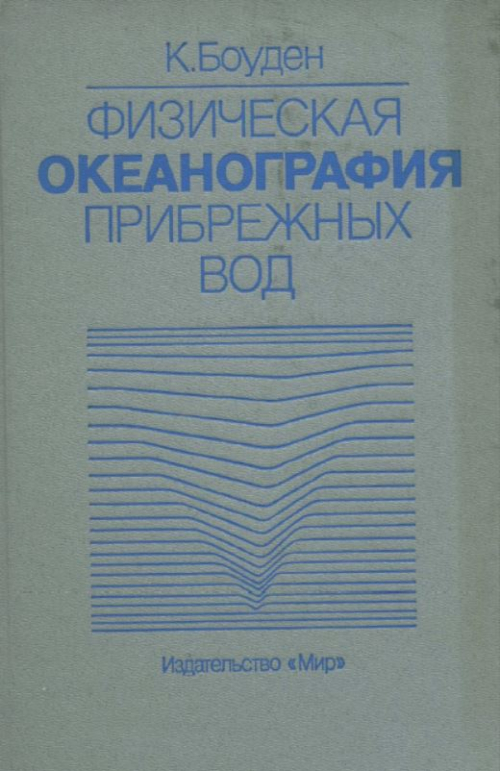 К.Боуден
ФИЗИЧЕСКАЯ
ОКЕАНОГРАФИЯ
ПРИБРЕЖНЫХ
ВОД
Издательство «Мир»